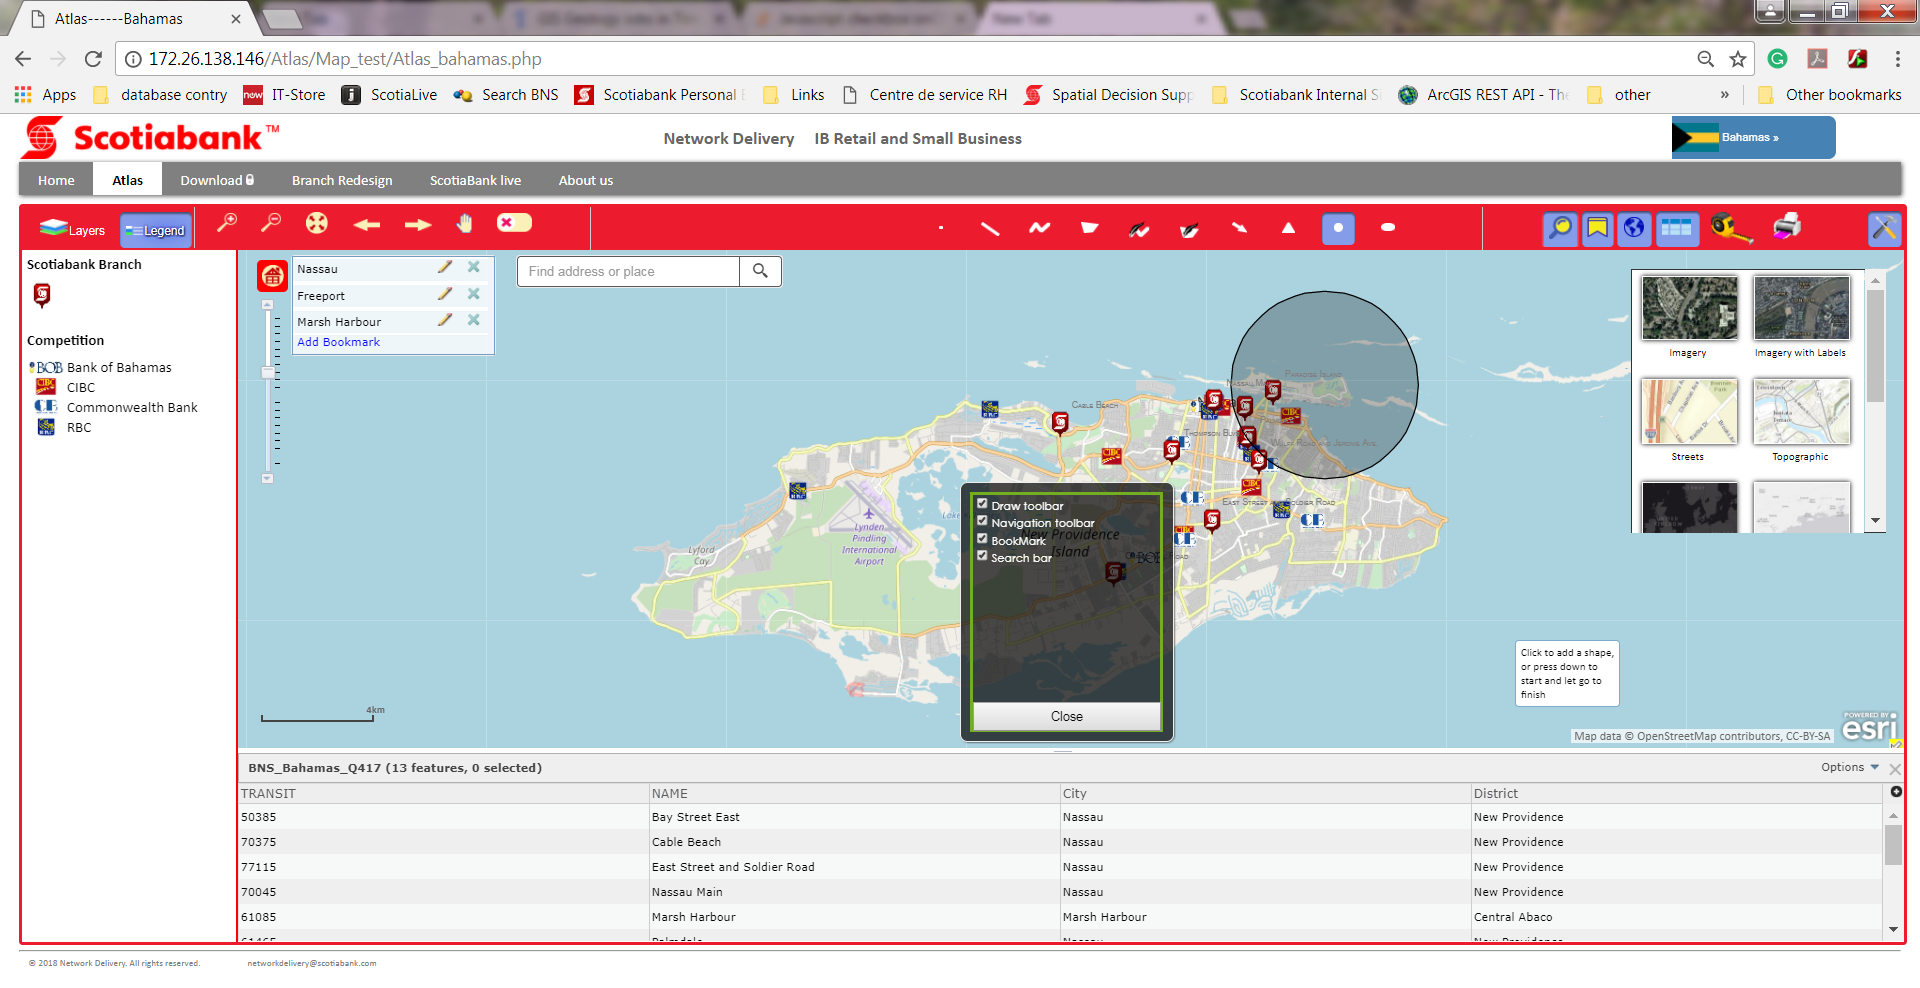 Atlas------Bahamas
New Tab
172.26.138.146/Atlas/Map_test/Atlas_bahamas.php
Apps database contry IT-Store ScotiaLive Search BNS Scotiabank Personal Links Centre de service RH Spatial Decision Supp Scotiabank Internal ArcGIS REST API - The other » Other bookmarks
Scotiabank™
Network Delivery IB Retail and Small Business
Bahamas »
Home Atlas Download Branch Redesign ScotiaBank live About us
Layers Legend
Scotiabank Branch
Competition
BOB Bank of Bahamas
CIBC CIBC
CB Commonwealth Bank
RBC RBC
Nassau
Freeport
Marsh Harbour
Add Bookmark
Find address or place
Imagery Imagery with Labels
Streets Topographic
Paradise Island
Cable Beach
Wulff Road and Jerome Ave.
East Street and Soldier Road
Lynden
Pindling
International
Airport
Lyford
Cay
New Providence
Island
Draw toolbar
Navigation toolbar
BookMark
Search bar
Close
Click to add a shape,
or press down to
start and let go to
finish
4km
POWERED BY
esri
Map data © OpenStreetMap contributors, CC-BY-SA
BNS_Bahamas_Q417 (13 features, 0 selected) Options
TRANSIT NAME City District
50385 Bay Street East Nassau New Providence
70375 Cable Beach Nassau New Providence
77115 East Street and Soldier Road Nassau New Providence
70045 Nassau Main Nassau New Providence
61085 Marsh Harbour Marsh Harbour Central Abaco
61465 Palmdale Nassau New Providence
© 2018 Network Delivery. All rights reserved. networkdelivery@scotiabank.com